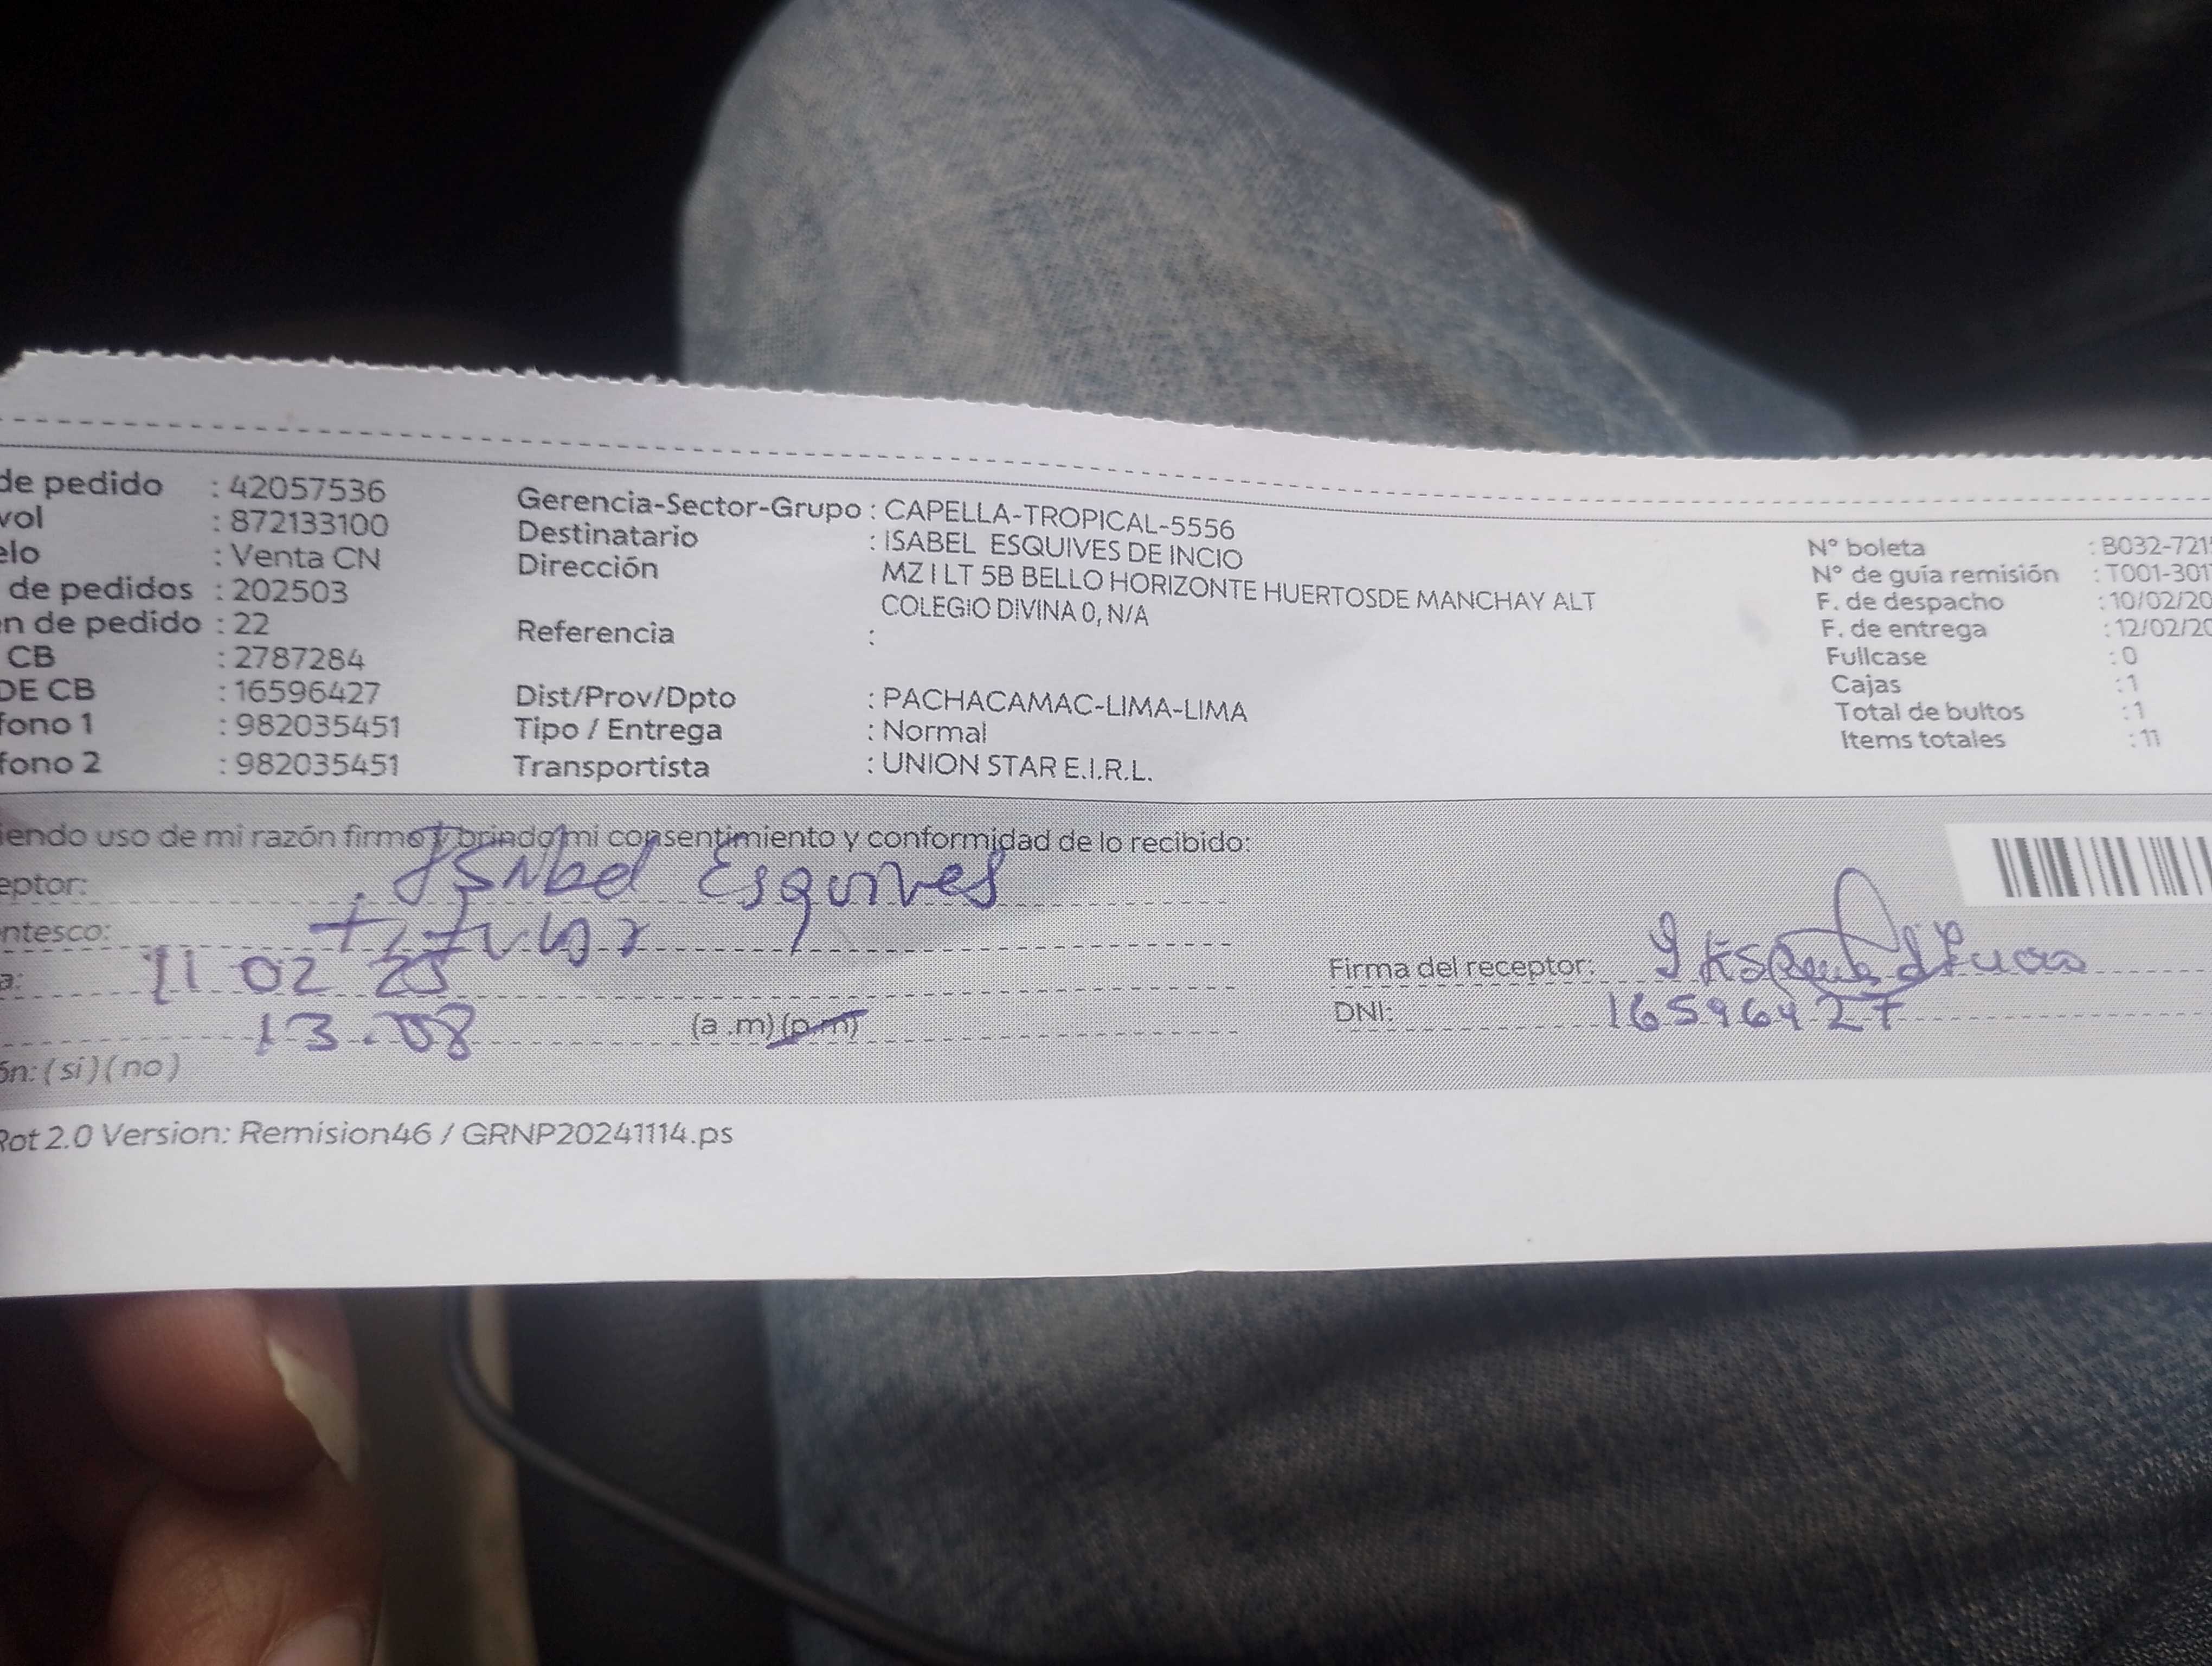 de pedido : 42057536
vol : 872133100
elo : Venta CN
de pedidos : 202503
n de pedido : 22
CB : 2787284
DE CB : 16596427
fono 1 : 982035451
fono 2 : 982035451
Gerencia-Sector-Grupo : CAPELLA-TROPICAL-5556
Destinatario : ISABEL ESQUIVES DE INCIO
Dirección MZ I LT 5B BELLO HORIZONTE HUERTOSDE MANCHAY ALT
COLEGIO DIVINA 0, N/A
Referencia :
Dist/Prov/Dpto : PACHACAMAC-LIMA-LIMA
Tipo / Entrega : Normal
Transportista : UNION STAR E.I.R.L.
N° boleta : B032-721
N° de guía remisión : T001-301
F. de despacho : 10/02/20
F. de entrega : 12/02/20
Fullcase : 0
Cajas : 1
Total de bultos : 1
Items totales : 11
iendo uso de mi razón firmo y brindo mi consentimiento y conformidad de lo recibido:
eptor: Isabel Esquives
ntesco: titular
a: 11 02 25
13.08 (a .m) (p.m)
ón: (si) (no)
Firma del receptor:
DNI: 16596427
Rot 2.0 Version: Remision46 / GRNP20241114.ps